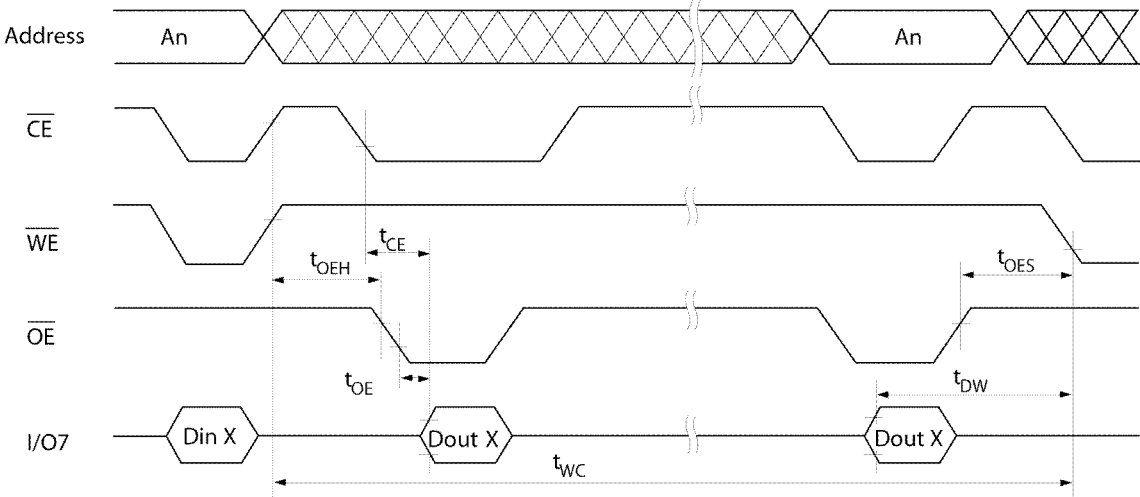 Address An An
CE
WE
tCE
tOEH tOES
OE
tOE tDW
I/O7 Din X Dout X Dout X
tWC